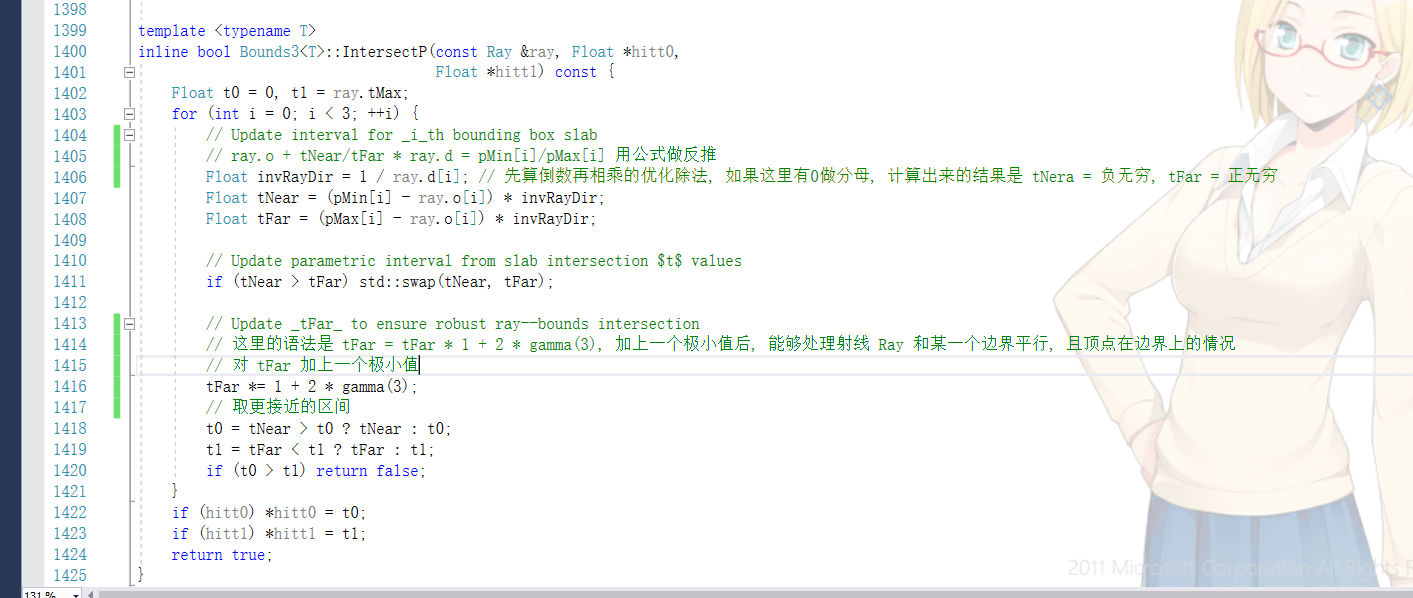 1398
1399 template <typename T>
1400 inline bool Bounds3<T>::IntersectP(const Ray &ray, Float *hitt0,
1401 Float *hitt1) const {
1402 Float t0 = 0, t1 = ray.tMax;
1403 for (int i = 0; i < 3; ++i) {
1404 // Update interval for _i_th bounding box slab
1405 // ray.o + tNear/tFar * ray.d = pMin[i]/pMax[i] 用公式做反推
1406 Float invRayDir = 1 / ray.d[i]; // 先算倒数再相乘的优化除法, 如果这里有0做分母, 计算出来的结果是 tNera = 负无穷, tFar = 正无穷
1407 Float tNear = (pMin[i] - ray.o[i]) * invRayDir;
1408 Float tFar = (pMax[i] - ray.o[i]) * invRayDir;
1409
1410 // Update parametric interval from slab intersection $t$ values
1411 if (tNear > tFar) std::swap(tNear, tFar);
1412
1413 // Update _tFar_ to ensure robust ray--bounds intersection
1414 // 这里的语法是 tFar = tFar * 1 + 2 * gamma(3), 加上一个极小值后, 能够处理射线 Ray 和某一个边界平行, 且顶点在边界上的情况
1415 // 对 tFar 加上一个极小值
1416 tFar *= 1 + 2 * gamma(3);
1417 // 取更接近的区间
1418 t0 = tNear > t0 ? tNear : t0;
1419 t1 = tFar < t1 ? tFar : t1;
1420 if (t0 > t1) return false;
1421 }
1422 if (hitt0) *hitt0 = t0;
1423 if (hitt1) *hitt1 = t1;
1424 return true;
1425 }
2011 Microsoft Corporation All Rights R
131 %